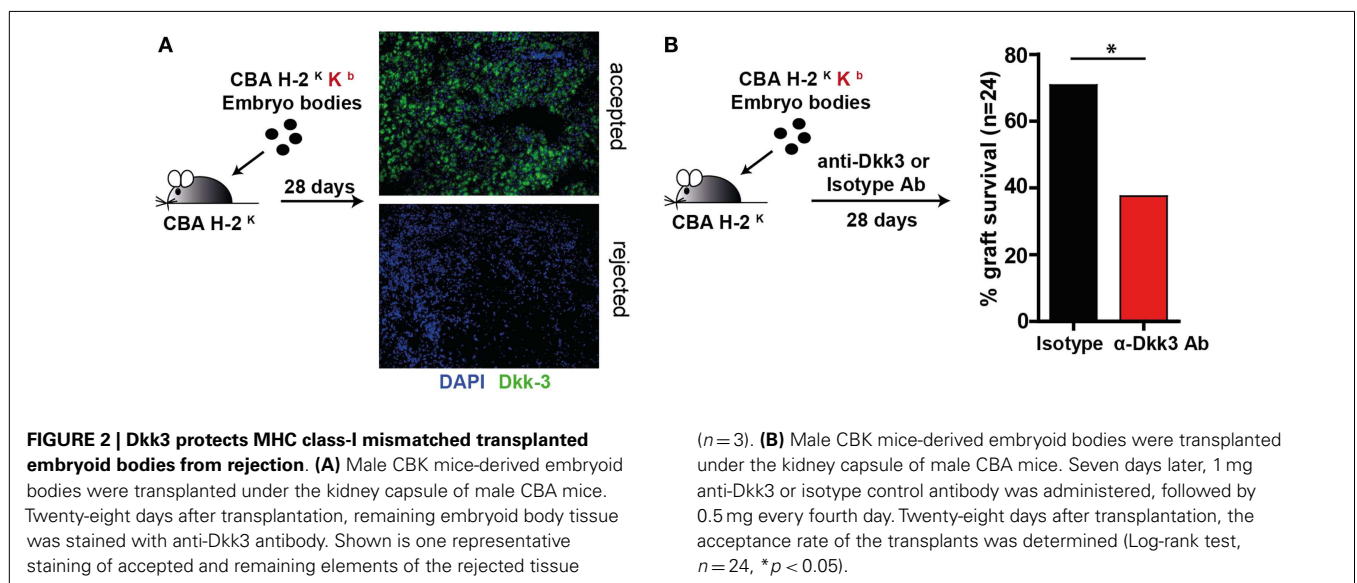 A
CBA H-2 ᴷ K ᵇ
Embryo bodies
28 days
CBA H-2 ᴷ
accepted
rejected
DAPI Dkk-3
B
CBA H-2 ᴷ K ᵇ
Embryo bodies
anti-Dkk3 or
Isotype Ab
28 days
CBA H-2 ᴷ
% graft survival (n=24)
80
60
40
20
0
*
Isotype α-Dkk3 Ab
FIGURE 2 | Dkk3 protects MHC class-I mismatched transplanted
embryoid bodies from rejection. (A) Male CBK mice-derived embryoid
bodies were transplanted under the kidney capsule of male CBA mice.
Twenty-eight days after transplantation, remaining embryoid body tissue
was stained with anti-Dkk3 antibody. Shown is one representative
staining of accepted and remaining elements of the rejected tissue
(n = 3). (B) Male CBK mice-derived embryoid bodies were transplanted
under the kidney capsule of male CBA mice. Seven days later, 1 mg
anti-Dkk3 or isotype control antibody was administered, followed by
0.5 mg every fourth day. Twenty-eight days after transplantation, the
acceptance rate of the transplants was determined (Log-rank test,
n = 24, *p < 0.05).